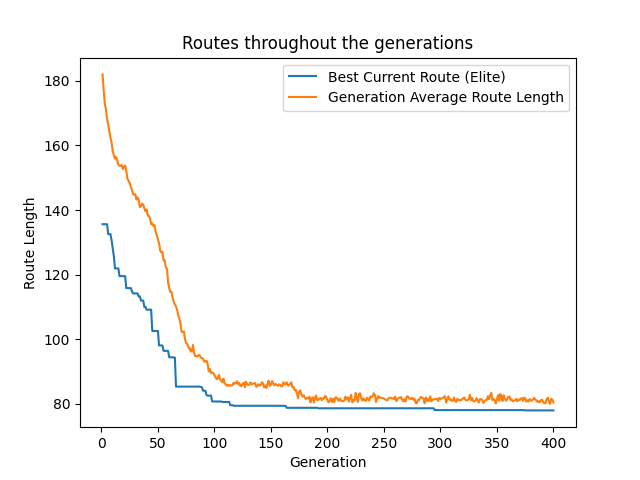 Routes throughout the generations
Best Current Route (Elite)
Generation Average Route Length
Route Length
180
160
140
120
100
80
0 50 100 150 200 250 300 350 400
Generation